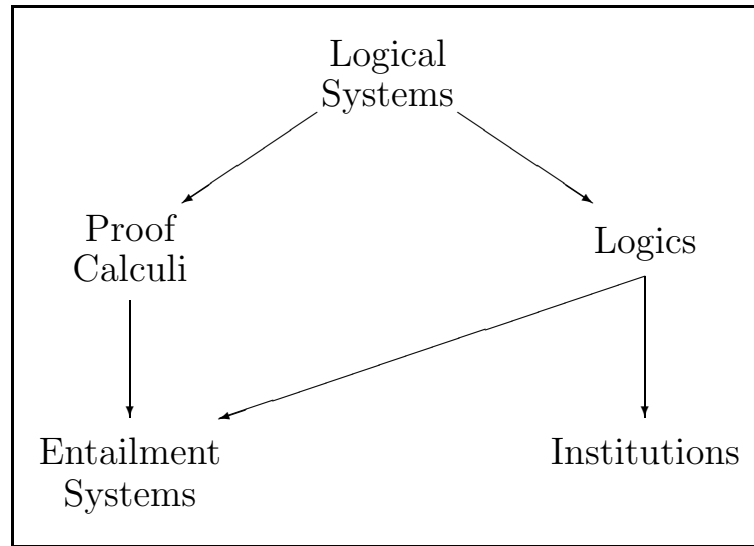 Logical
Systems
Proof
Calculi
Logics
Entailment
Systems
Institutions